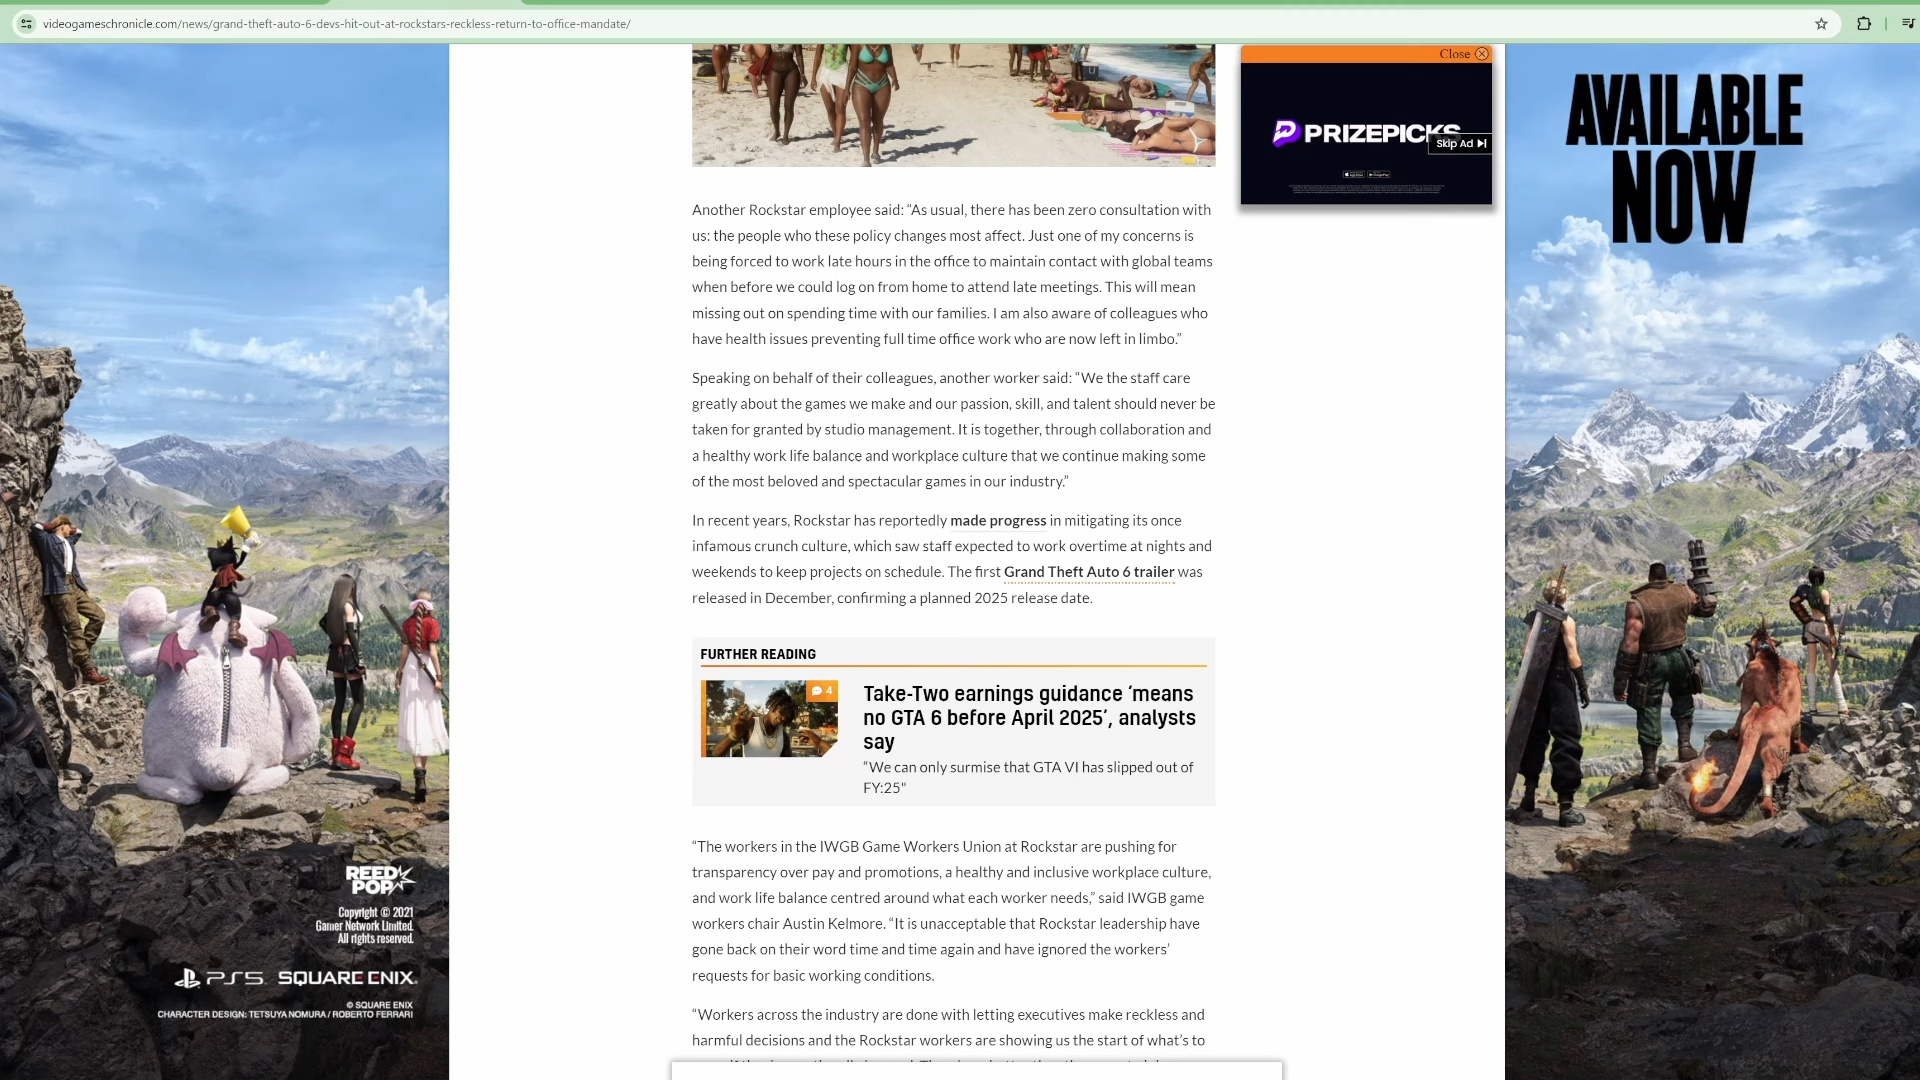 videogameschronicle.com/news/grand-theft-auto-6-devs-hit-out-at-rockstars-reckless-return-to-office-mandate/
Close
PRIZEPICKS
Skip Ad
AVAILABLE
NOW
Another Rockstar employee said: “As usual, there has been zero consultation with
us: the people who these policy changes most affect. Just one of my concerns is
being forced to work late hours in the office to maintain contact with global teams
when before we could log on from home to attend late meetings. This will mean
missing out on spending time with our families. I am also aware of colleagues who
have health issues preventing full time office work who are now left in limbo.”
Speaking on behalf of their colleagues, another worker said: “We the staff care
greatly about the games we make and our passion, skill, and talent should never be
taken for granted by studio management. It is together, through collaboration and
a healthy work life balance and workplace culture that we continue making some
of the most beloved and spectacular games in our industry.”
In recent years, Rockstar has reportedly made progress in mitigating its once
infamous crunch culture, which saw staff expected to work overtime at nights and
weekends to keep projects on schedule. The first Grand Theft Auto 6 trailer was
released in December, confirming a planned 2025 release date.
FURTHER READING
4
Take-Two earnings guidance ‘means
no GTA 6 before April 2025’, analysts
say
“We can only surmise that GTA VI has slipped out of
FY:25"
“The workers in the IWGB Game Workers Union at Rockstar are pushing for
transparency over pay and promotions, a healthy and inclusive workplace culture,
and work life balance centred around what each worker needs,” said IWGB game
workers chair Austin Kelmore. “It is unacceptable that Rockstar leadership have
gone back on their word time and time again and have ignored the workers’
requests for basic working conditions.
“Workers across the industry are done with letting executives make reckless and
harmful decisions and the Rockstar workers are showing us the start of what’s to
REED
POP
Copyright © 2021
Gamer Network Limited.
All rights reserved.
PS5 SQUARE ENIX.
© SQUARE ENIX
CHARACTER DESIGN: TETSUYA NOMURA / ROBERTO FERRARI